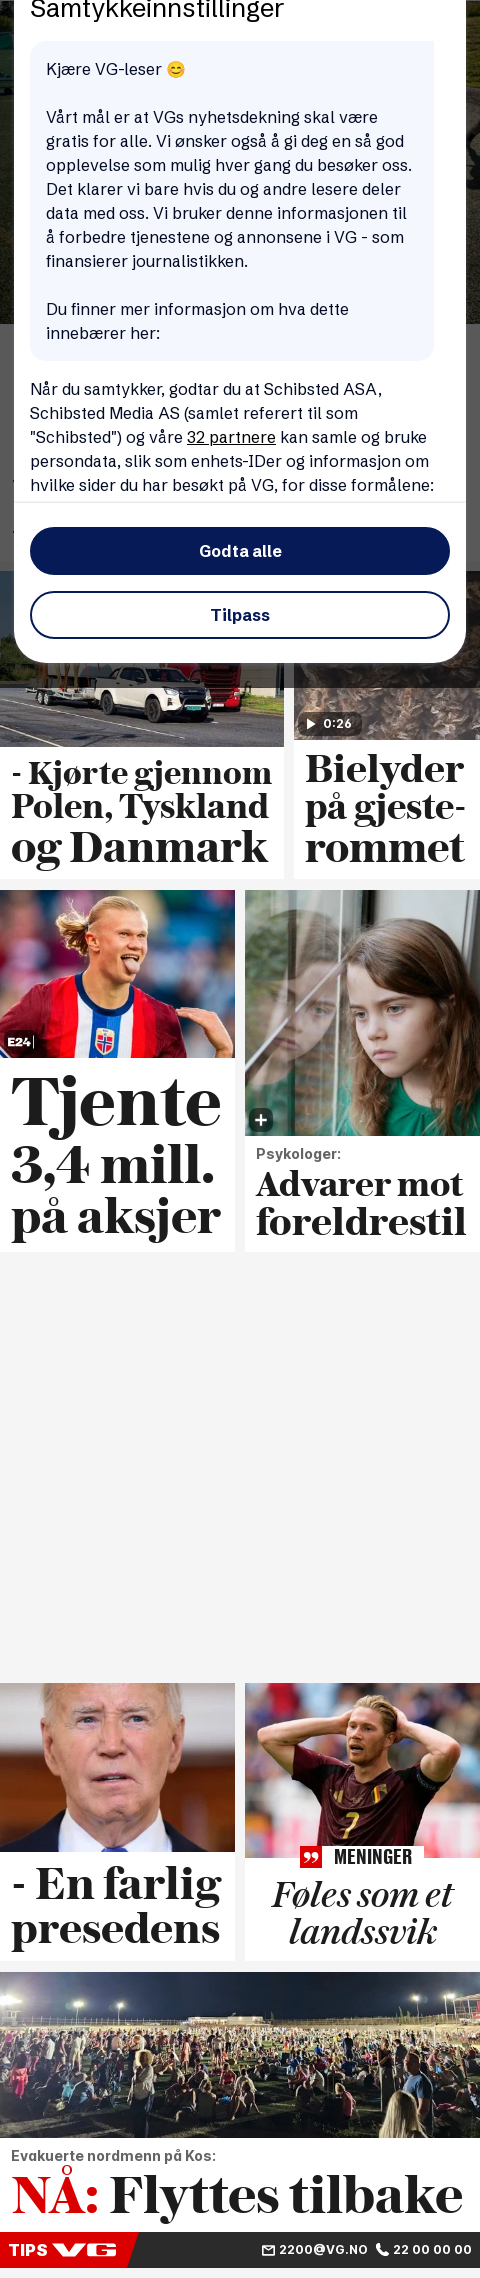 Samtykkeinnstillinger
Kjære VG-leser 😊
Vårt mål er at VGs nyhetsdekning skal være
gratis for alle. Vi ønsker også å gi deg en så god
opplevelse som mulig hver gang du besøker oss.
Det klarer vi bare hvis du og andre lesere deler
data med oss. Vi bruker denne informasjonen til
å forbedre tjenestene og annonsene i VG - som
finansierer journalistikken.
Du finner mer informasjon om hva dette
innebærer her:
Når du samtykker, godtar du at Schibsted ASA,
Schibsted Media AS (samlet referert til som
"Schibsted") og våre 32 partnere kan samle og bruke
persondata, slik som enhets-IDer og informasjon om
hvilke sider du har besøkt på VG, for disse formålene:
Godta alle
Tilpass
0:26
- Kjørte gjennom
Polen, Tyskland
og Danmark
Bielyder
på gjeste-
rommet
E24
Tjente
3,4 mill.
på aksjer
Psykologer:
Advarer mot
foreldrestil
- En farlig
presedens
7
MENINGER
Føles som et
landssvik
Evakuerte nordmenn på Kos:
NÅ: Flyttes tilbake
TIPS VG
2200@VG.NO
22 00 00 00